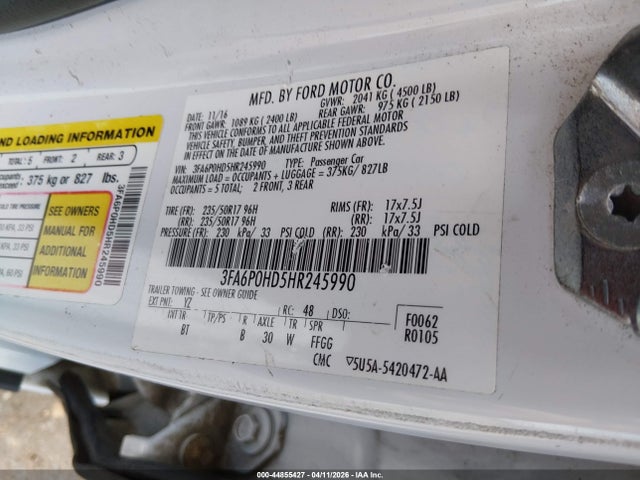 ND LOADING INFORMATION
TOTAL: 5 FRONT: 2 REAR: 3
375 kg or 827 lbs.
SEE OWNERS
MANUAL FOR
ADDITIONAL
INFORMATION
3FA6P0HD5HR245990
MFD. BY FORD MOTOR CO.
DATE: 11/16 GVWR: 2041 KG ( 4500 LB)
FRONT GAWR: 1089 KG ( 2400 LB) REAR GAWR: 975 KG ( 2150 LB)
THIS VEHICLE CONFORMS TO ALL APPLICABLE FEDERAL MOTOR
VEHICLE SAFETY, BUMPER, AND THEFT PREVENTION STANDARDS
IN EFFECT ON THE DATE OF MANUFACTURE SHOWN ABOVE.
VIN: 3FA6P0HD5HR245990 TYPE: Passenger Car
MAXIMUM LOAD = OCCUPANTS + LUGGAGE = 375KG/ 827LB
OCCUPANTS = 5 TOTAL; 2 FRONT, 3 REAR
TIRE (FR): 235/50R17 96H RIMS (FR): 17x7.5J
(RR): 235/50R17 96H (RR): 17x7.5J
PRESSURE (FR): 230 kPa/ 33 PSI COLD (RR): 230 kPa/ 33 PSI COLD
3FA6P0HD5HR245990
TRAILER TOWING - SEE OWNER GUIDE
EXT PNT: YZ RC: 48 DSO:
INT TR R AXLE TR SPR
BT B 30 W FFGG
F0062
R0105
CMC 5U5A-5420472-AA
000-44855427 - 04/11/2026 - IAA, Inc.